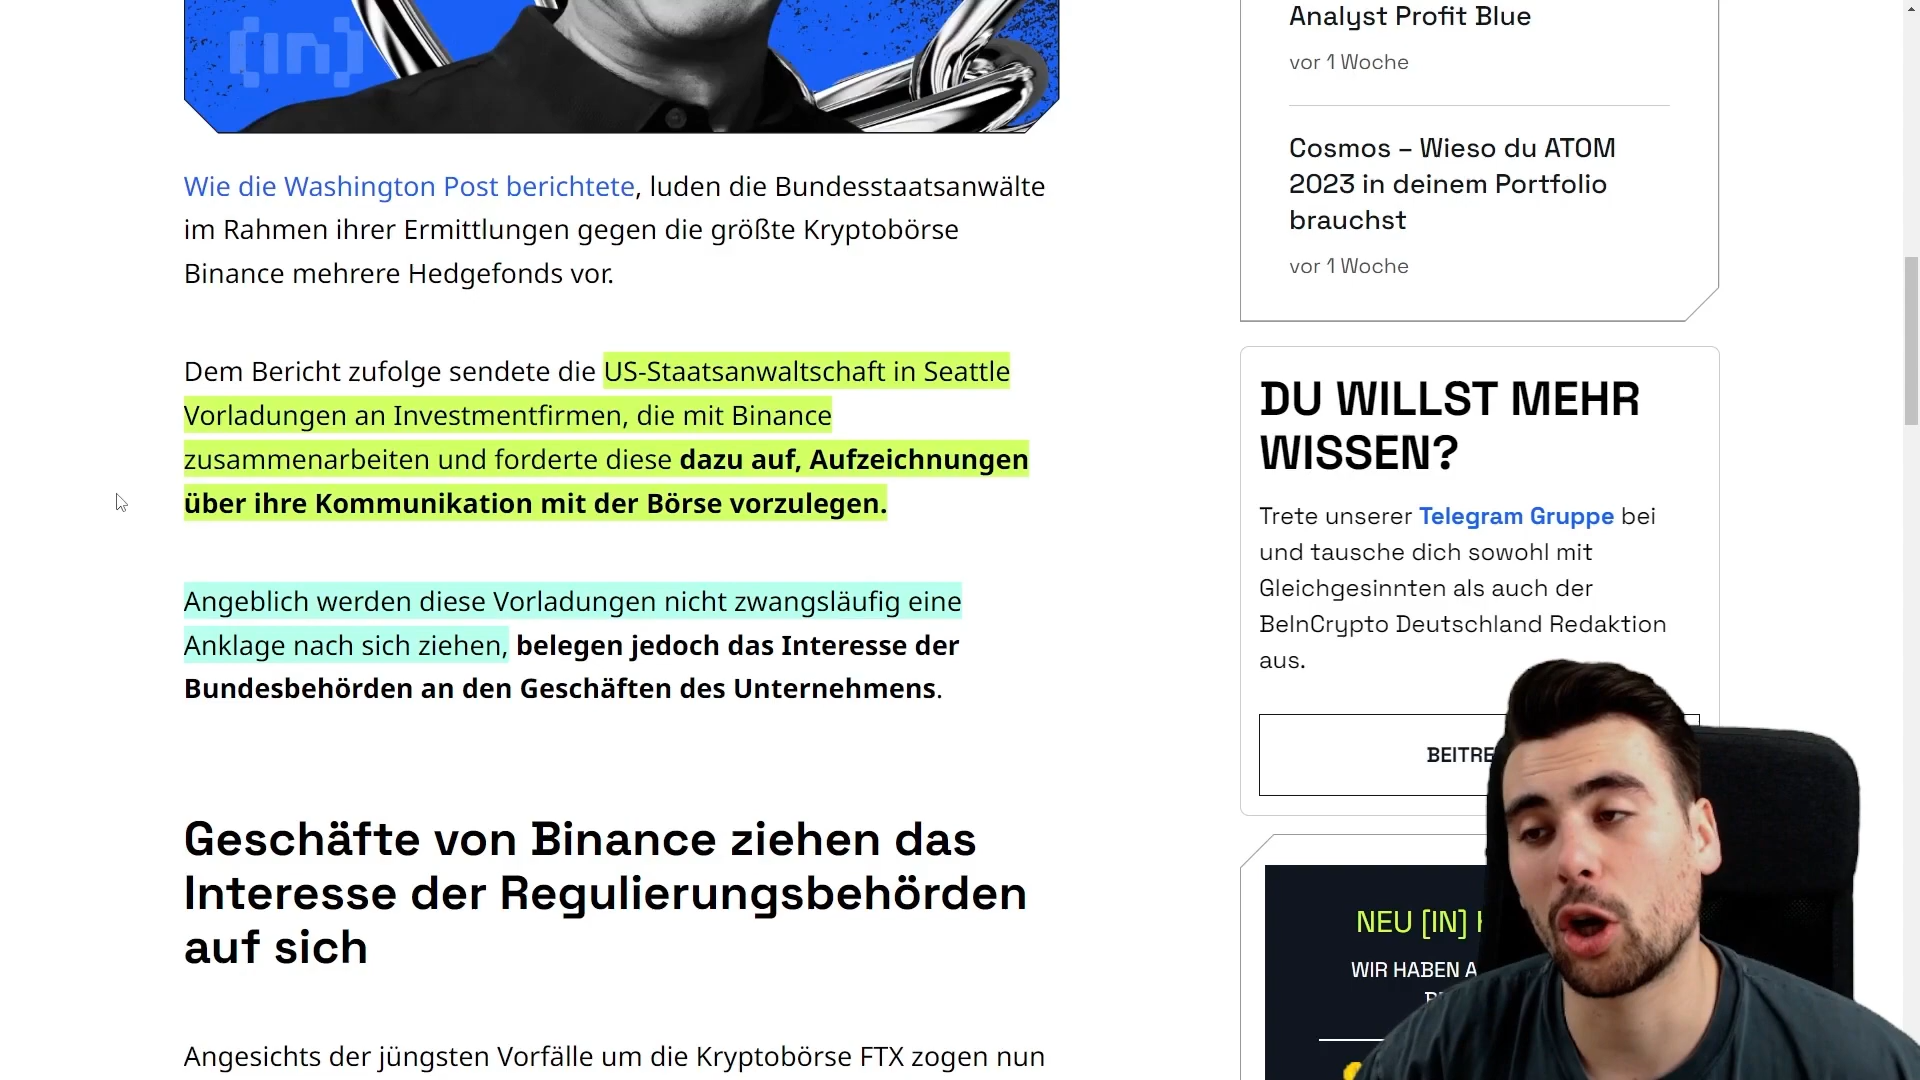 [in]
Wie die Washington Post berichtete, luden die Bundesstaatsanwälte
im Rahmen ihrer Ermittlungen gegen die größte Kryptobörse
Binance mehrere Hedgefonds vor.
Dem Bericht zufolge sendete die US-Staatsanwaltschaft in Seattle
Vorladungen an Investmentfirmen, die mit Binance
zusammenarbeiten und forderte diese dazu auf, Aufzeichnungen
über ihre Kommunikation mit der Börse vorzulegen.
Angeblich werden diese Vorladungen nicht zwangsläufig eine
Anklage nach sich ziehen, belegen jedoch das Interesse der
Bundesbehörden an den Geschäften des Unternehmens.
Geschäfte von Binance ziehen das
Interesse der Regulierungsbehörden
auf sich
Angesichts der jüngsten Vorfälle um die Kryptobörse FTX zogen nun
Analyst Profit Blue
vor 1 Woche
Cosmos – Wieso du ATOM
2023 in deinem Portfolio
brauchst
vor 1 Woche
DU WILLST MEHR
WISSEN?
Trete unserer Telegram Gruppe bei
und tausche dich sowohl mit
Gleichgesinnten als auch der
BeInCrypto Deutschland Redaktion
aus.
BEITRE
NEU [IN]
WIR HABEN A